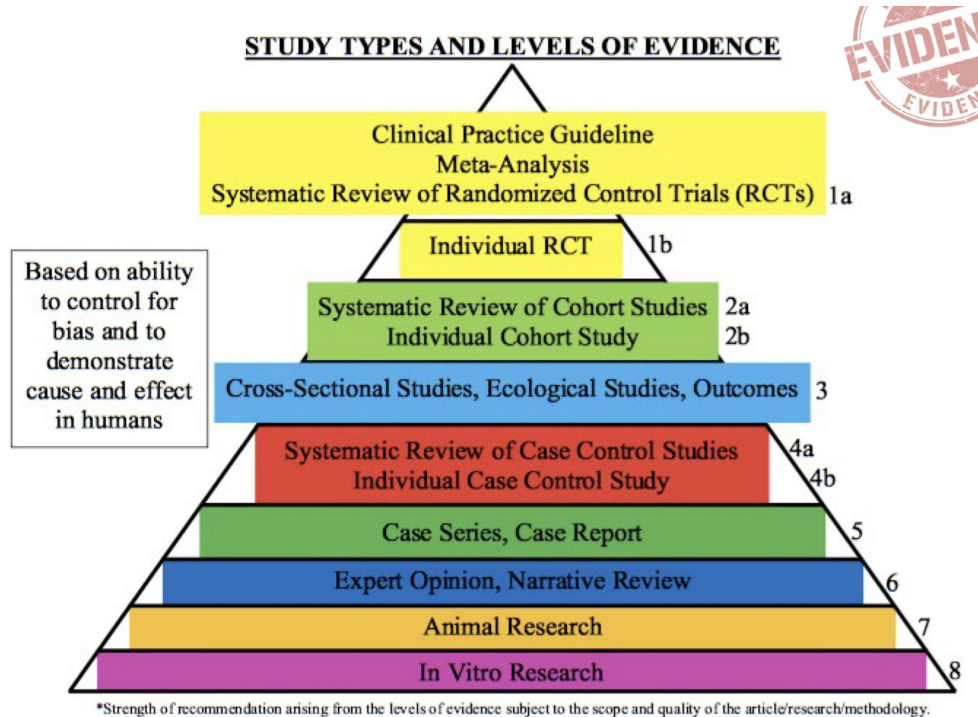 STUDY TYPES AND LEVELS OF EVIDENCE
EVIDEN
EVIDEN
Clinical Practice Guideline
Meta-Analysis
Systematic Review of Randomized Control Trials (RCTs) 1a
Individual RCT 1b
Based on ability
to control for
bias and to
demonstrate
cause and effect
in humans
Systematic Review of Cohort Studies 2a
Individual Cohort Study 2b
Cross-Sectional Studies, Ecological Studies, Outcomes 3
Systematic Review of Case Control Studies 4a
Individual Case Control Study 4b
Case Series, Case Report 5
Expert Opinion, Narrative Review 6
Animal Research 7
In Vitro Research 8
*Strength of recommendation arising from the levels of evidence subject to the scope and quality of the article/research/methodology.